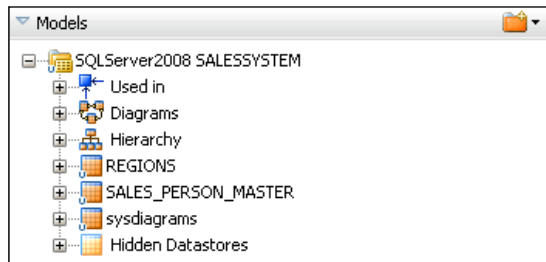 Models
SQLServer2008 SALESSYSTEM
Used in
Diagrams
Hierarchy
REGIONS
SALES_PERSON_MASTER
sysdiagrams
Hidden Datastores